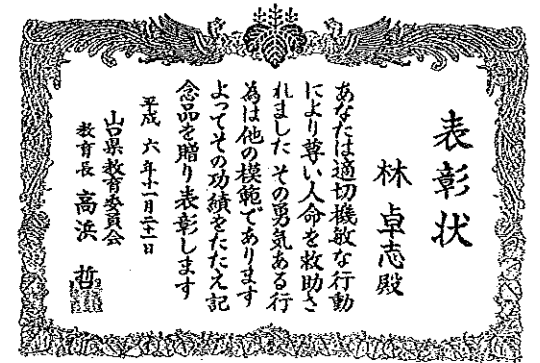 表彰状
林 卓志殿
あなたは適切機敏な行動
により尊い人命を救助さ
れました その勇気ある行
為は他の模範であります
よってその功績をたたえ記
念品を贈り表彰します
平成 六年十一月二十一日
山口県教育委員会
教育長 高浜 哲